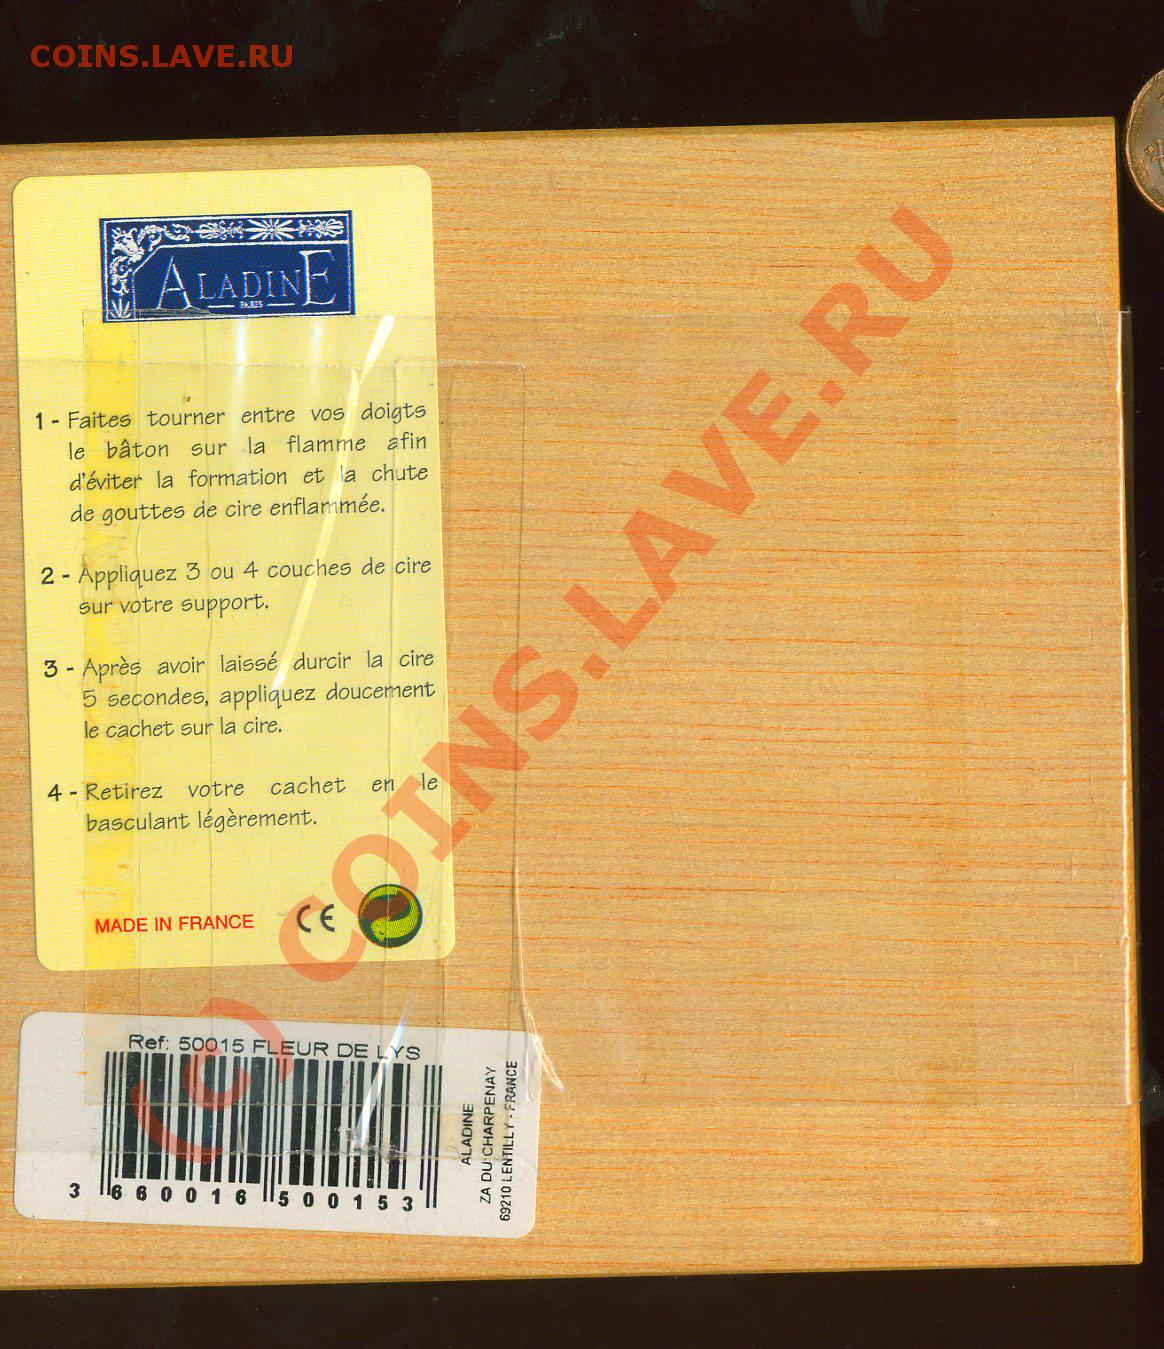 COINS.LAVE.RU
ALADINE
PARIS
1 - Faites tourner entre vos doigts
le bâton sur la flamme afin
d'éviter la formation et la chute
de gouttes de cire enflammée.
2 - Appliquez 3 ou 4 couches de cire
sur votre support.
3 - Après avoir laissé durcir la cire
5 secondes, appliquez doucement
le cachet sur la cire.
4 - Retirez votre cachet en le
basculant légèrement.
MADE IN FRANCE CE
(c) COINS.LAVE.RU
Ref: 50015 FLEUR DE LYS
3 660016 500153
ALADINE
ZA DU CHARPENAY
69210 LENTILLY - FRANCE